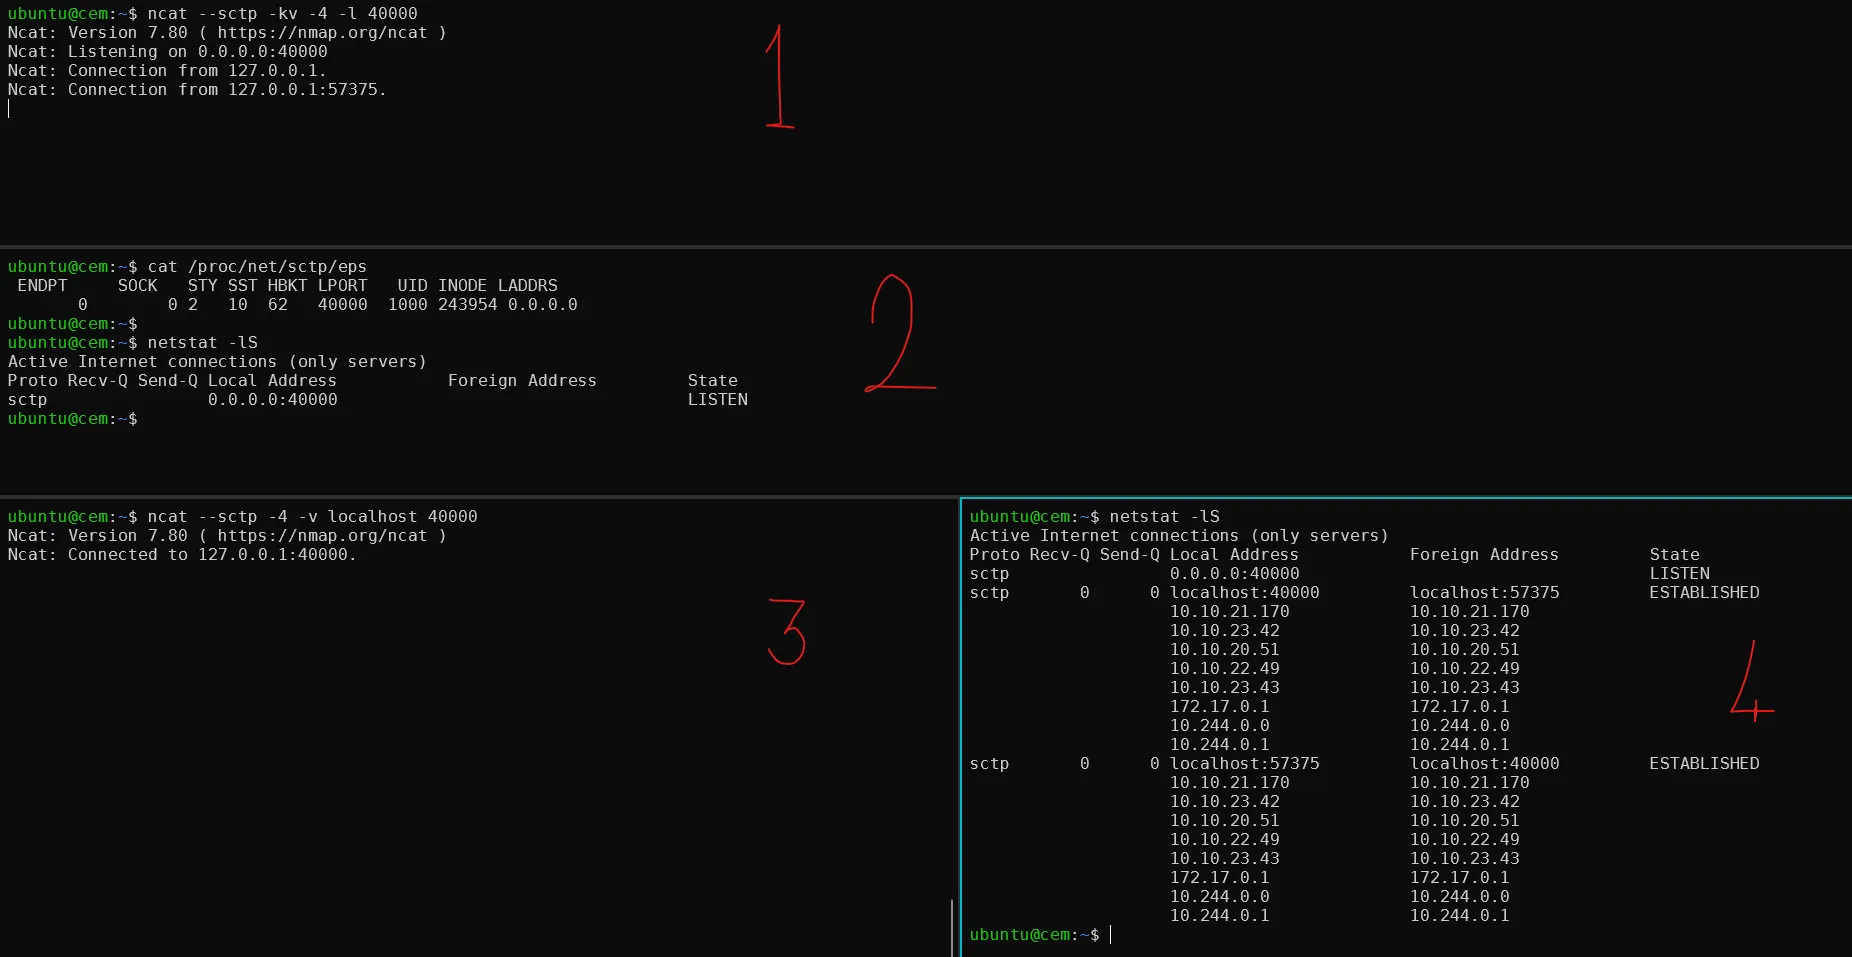 ubuntu@cem:~$ ncat --sctp -kv -4 -l 40000
Ncat: Version 7.80 ( https://nmap.org/ncat )
Ncat: Listening on 0.0.0.0:40000
Ncat: Connection from 127.0.0.1.
Ncat: Connection from 127.0.0.1:57375.
1
ubuntu@cem:~$ cat /proc/net/sctp/eps
ENDPT     SOCK   STY SST HBKT LPORT   UID INODE LADDRS
0        0 2   10  62   40000  1000 243954 0.0.0.0
ubuntu@cem:~$
ubuntu@cem:~$ netstat -lS
Active Internet connections (only servers)
Proto Recv-Q Send-Q Local Address           Foreign Address         State
sctp                0.0.0.0:40000                                   LISTEN
ubuntu@cem:~$
2
ubuntu@cem:~$ ncat --sctp -4 -v localhost 40000
Ncat: Version 7.80 ( https://nmap.org/ncat )
Ncat: Connected to 127.0.0.1:40000.
3
ubuntu@cem:~$ netstat -lS
Active Internet connections (only servers)
Proto Recv-Q Send-Q Local Address           Foreign Address         State
sctp                0.0.0.0:40000                                   LISTEN
sctp       0      0 localhost:40000         localhost:57375         ESTABLISHED
10.10.21.170            10.10.21.170
10.10.23.42             10.10.23.42
10.10.20.51             10.10.20.51
10.10.22.49             10.10.22.49
10.10.23.43             10.10.23.43
172.17.0.1              172.17.0.1
10.244.0.0              10.244.0.0
10.244.0.1              10.244.0.1
sctp       0      0 localhost:57375         localhost:40000         ESTABLISHED
10.10.21.170            10.10.21.170
10.10.23.42             10.10.23.42
10.10.20.51             10.10.20.51
10.10.22.49             10.10.22.49
10.10.23.43             10.10.23.43
172.17.0.1              172.17.0.1
10.244.0.0              10.244.0.0
10.244.0.1              10.244.0.1
ubuntu@cem:~$
4